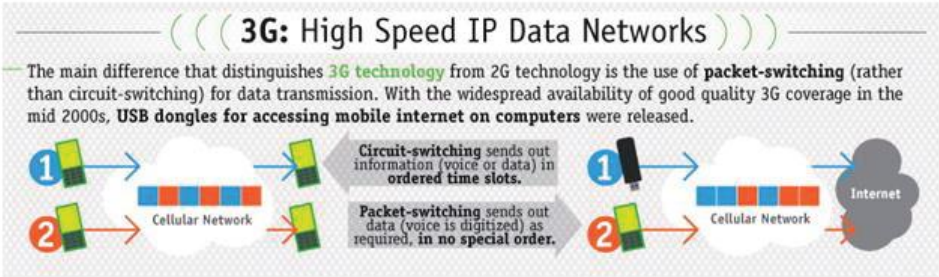 3G: High Speed IP Data Networks
The main difference that distinguishes 3G technology from 2G technology is the use of packet-switching (rather
than circuit-switching) for data transmission. With the widespread availability of good quality 3G coverage in the
mid 2000s, USB dongles for accessing mobile internet on computers were released.
1
2
Cellular Network
Circuit-switching sends out
information (voice or data) in
ordered time slots.
Packet-switching sends out
data (voice is digitized) as
required, in no special order.
1
2
Cellular Network
Internet